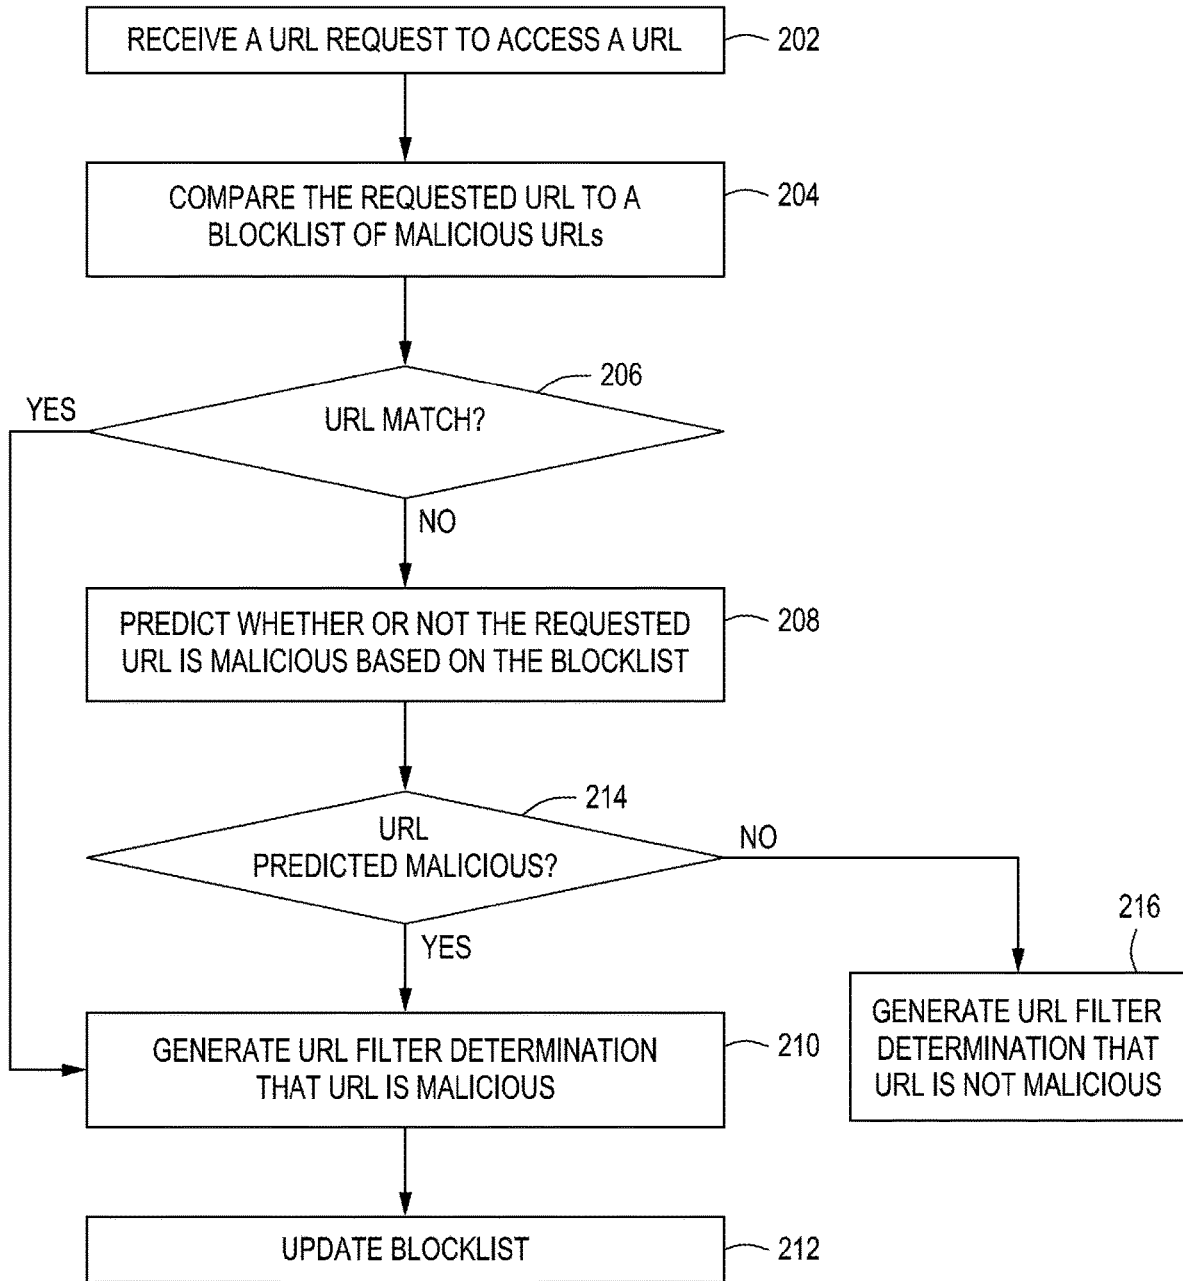 RECEIVE A URL REQUEST TO ACCESS A URL
202
COMPARE THE REQUESTED URL TO A
BLOCKLIST OF MALICIOUS URLs
204
206
YES
URL MATCH?
NO
PREDICT WHETHER OR NOT THE REQUESTED
URL IS MALICIOUS BASED ON THE BLOCKLIST
208
214
URL
PREDICTED MALICIOUS?
NO
YES
216
GENERATE URL FILTER DETERMINATION
THAT URL IS MALICIOUS
210
GENERATE URL FILTER
DETERMINATION THAT
URL IS NOT MALICIOUS
UPDATE BLOCKLIST
212